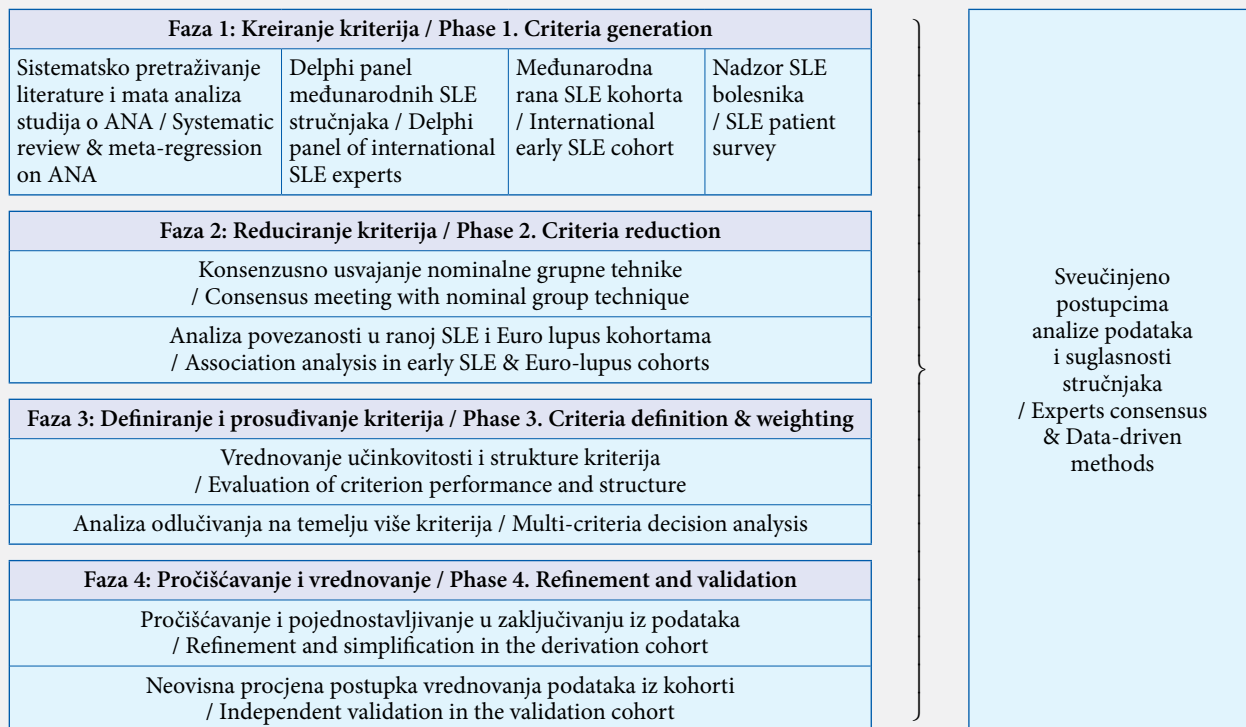 Faza 1: Kreiranje kriterija / Phase 1. Criteria generation
Sistematsko pretraživanje
literature i mata analiza
studija o ANA / Systematic
review & meta-regression
on ANA
Delphi panel
međunarodnih SLE
stručnjaka / Delphi
panel of international
SLE experts
Međunarodna
rana SLE kohorta
/ International
early SLE cohort
Nadzor SLE
bolesnika
/ SLE patient
survey
Faza 2: Reduciranje kriterija / Phase 2. Criteria reduction
Konsenzusno usvajanje nominalne grupne tehnike
/ Consensus meeting with nominal group technique
Analiza povezanosti u ranoj SLE i Euro lupus kohortama
/ Association analysis in early SLE & Euro-lupus cohorts
Faza 3: Definiranje i prosuđivanje kriterija / Phase 3. Criteria definition & weighting
Vrednovanje učinkovitosti i strukture kriterija
/ Evaluation of criterion performance and structure
Analiza odlučivanja na temelju više kriterija / Multi-criteria decision analysis
Faza 4: Pročišćavanje i vrednovanje / Phase 4. Refinement and validation
Pročišćavanje i pojednostavljivanje u zaključivanju iz podataka
/ Refinement and simplification in the derivation cohort
Neovisna procjena postupka vrednovanja podataka iz kohorti
/ Independent validation in the validation cohort
Sveučinjeno
postupcima
analize podataka
i suglasnosti
stručnjaka
/ Experts consensus
& Data-driven
methods